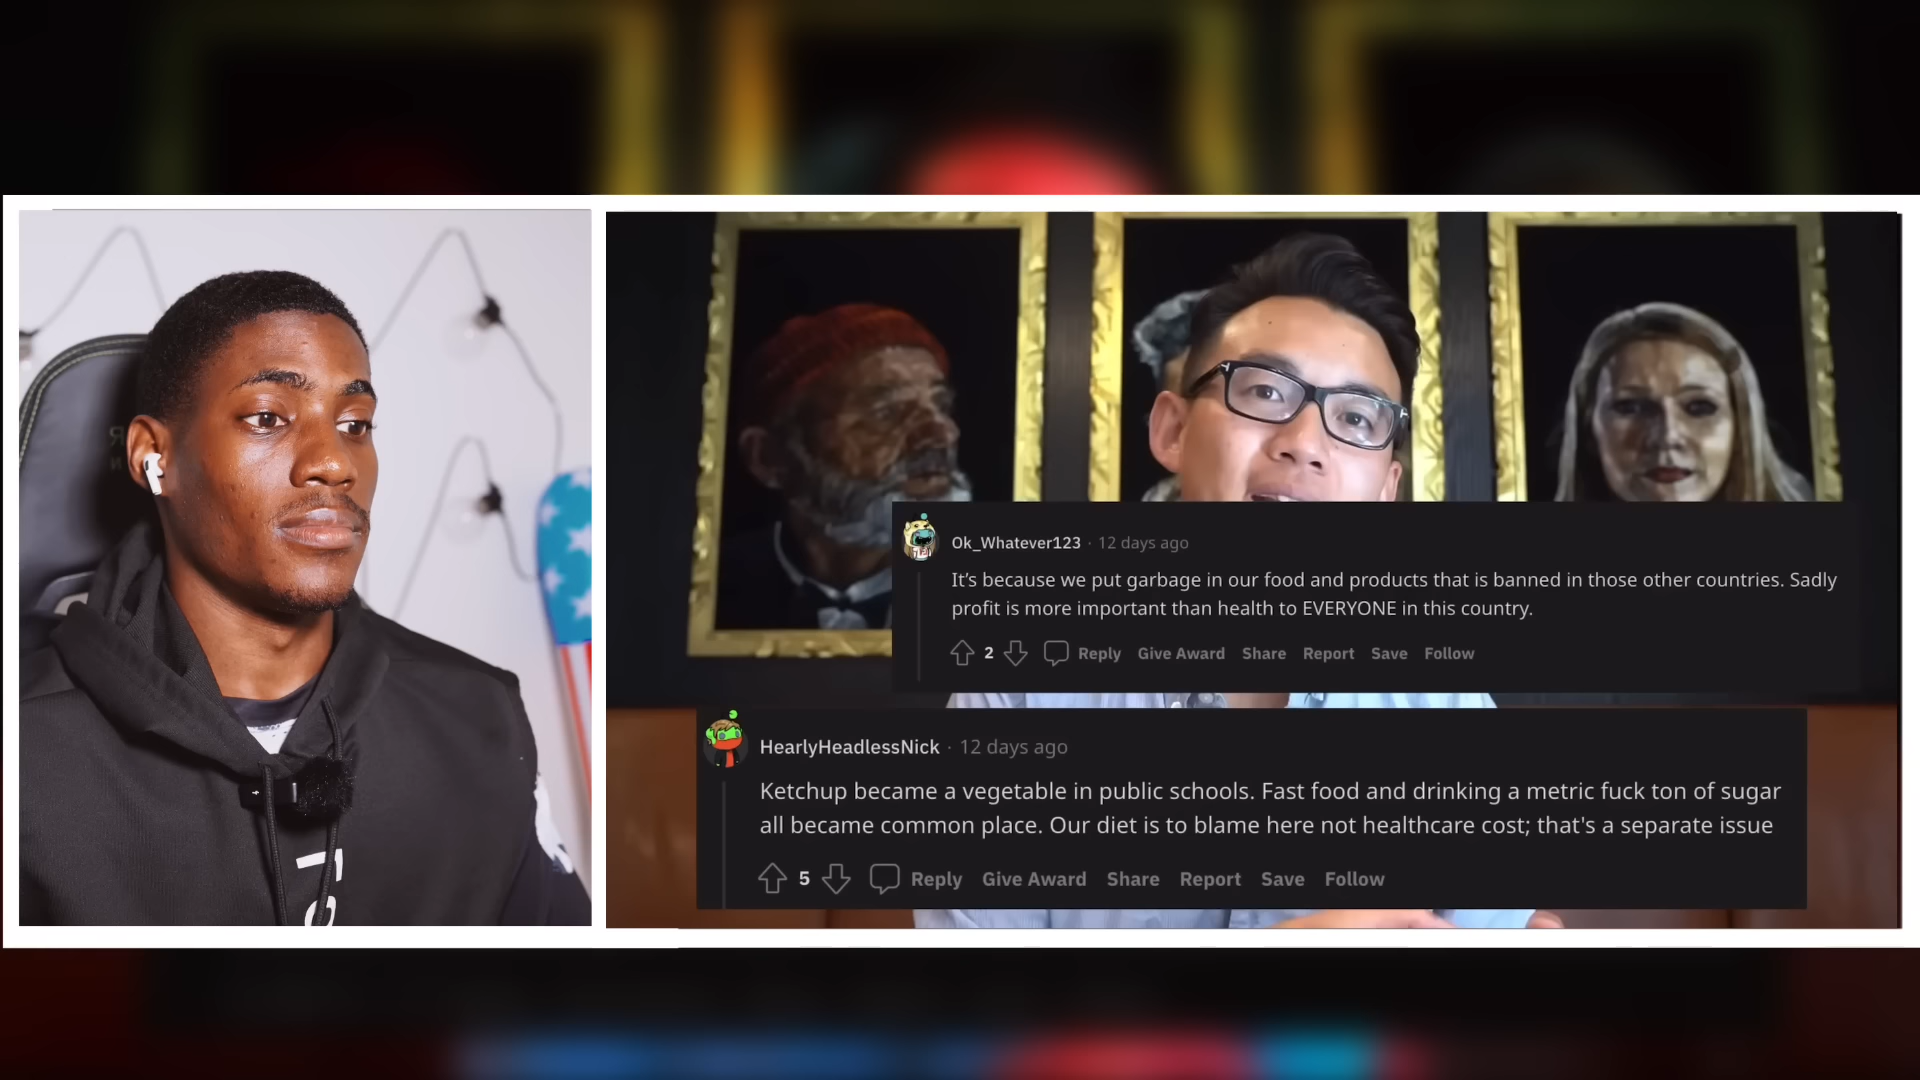 Ok_Whatever123 · 12 days ago
It's because we put garbage in our food and products that is banned in those other countries. Sadly
profit is more important than health to EVERYONE in this country.
2 Reply Give Award Share Report Save Follow
HearlyHeadlessNick · 12 days ago
Ketchup became a vegetable in public schools. Fast food and drinking a metric fuck ton of sugar
all became common place. Our diet is to blame here not healthcare cost; that's a separate issue
5 Reply Give Award Share Report Save Follow